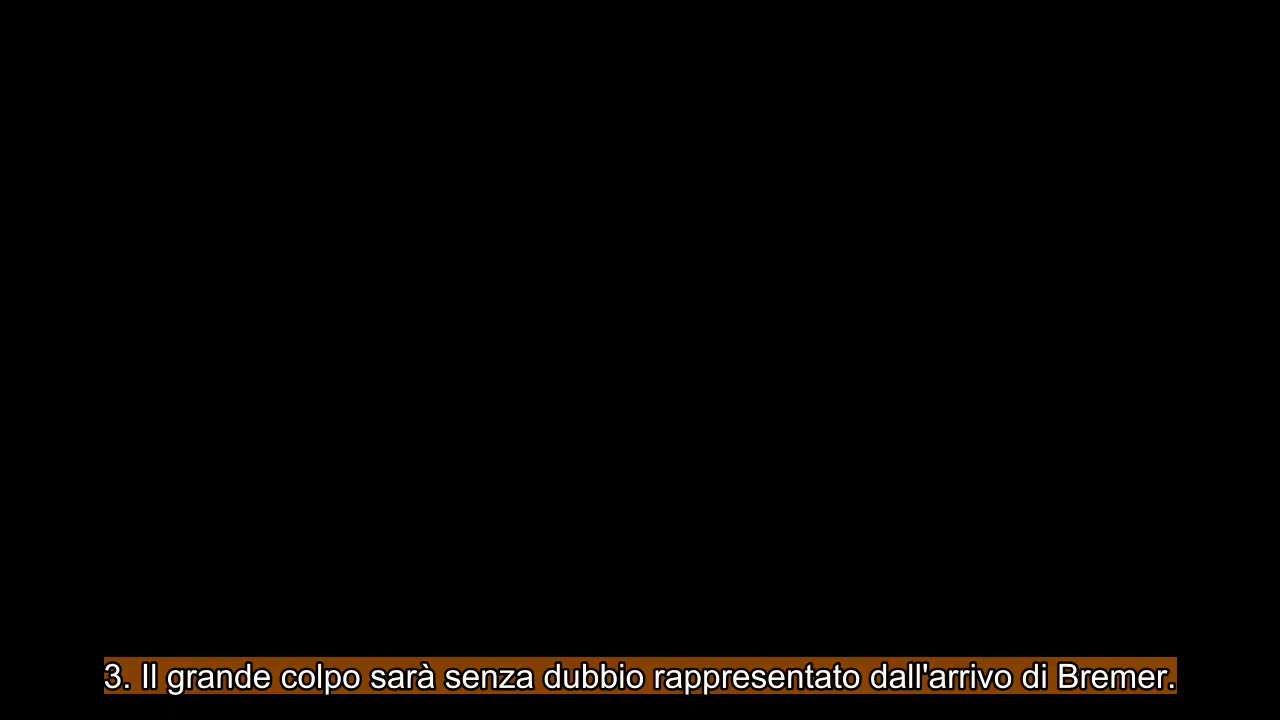 3. Il grande colpo sarà senza dubbio rappresentato dall'arrivo di Bremer.